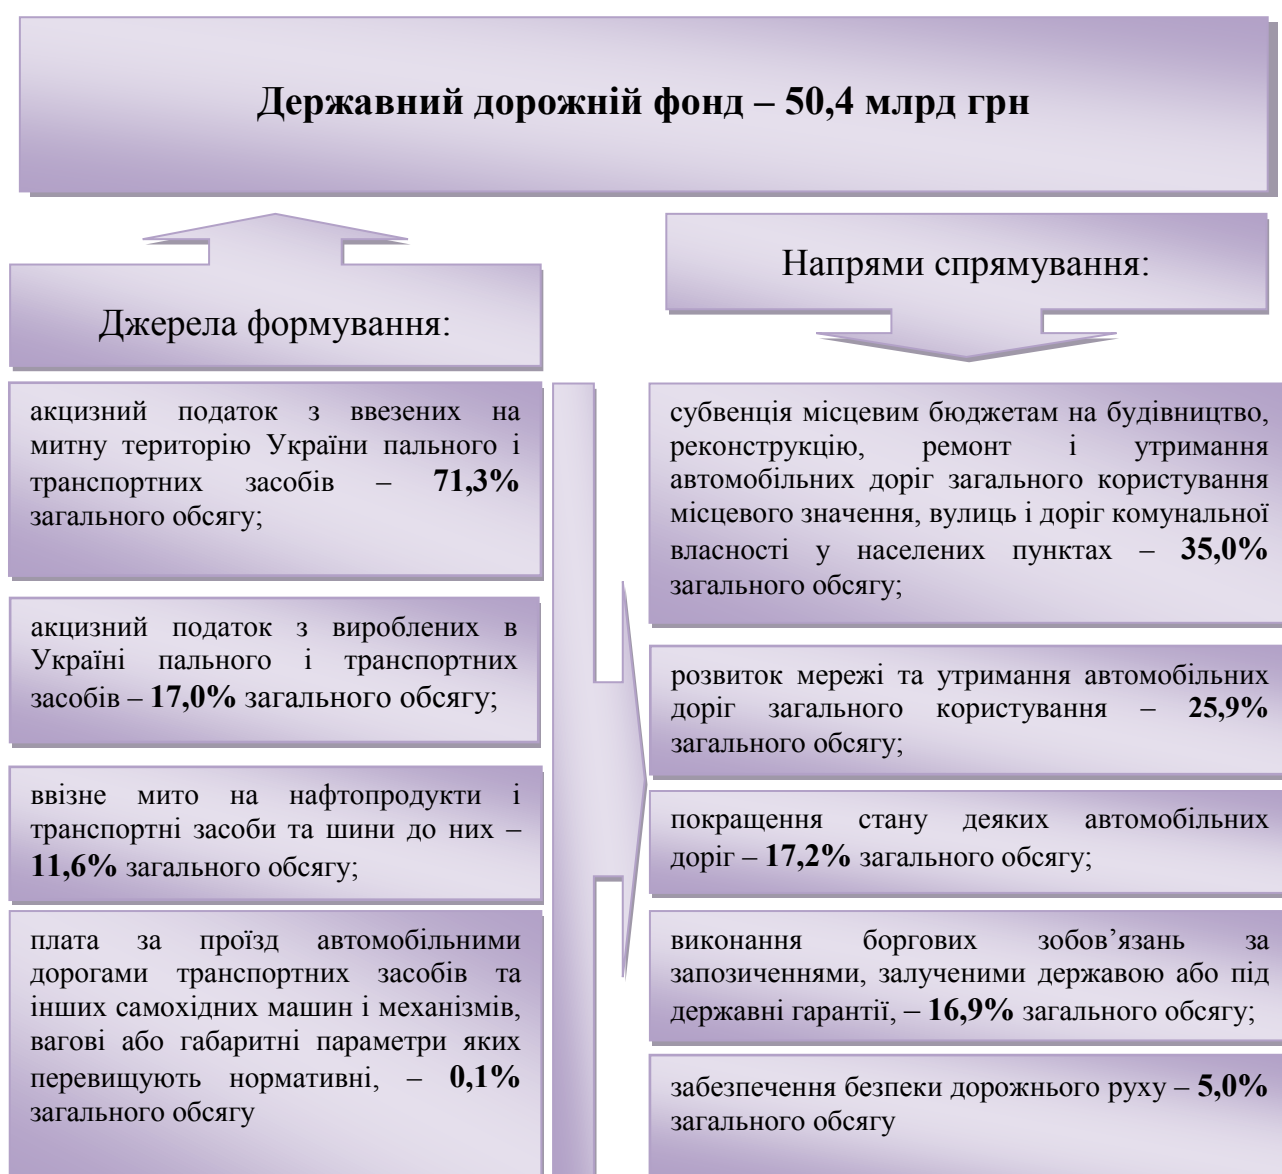 Державний дорожній фонд – 50,4 млрд грн
Джерела формування:
акцизний податок з ввезених на
митну територію України пального і
транспортних засобів – 71,3%
загального обсягу;
акцизний податок з вироблених в
Україні пального і транспортних
засобів – 17,0% загального обсягу;
ввізне мито на нафтопродукти і
транспортні засоби та шини до них –
11,6% загального обсягу;
плата за проїзд автомобільними
дорогами транспортних засобів та
інших самохідних машин і механізмів,
вагові або габаритні параметри яких
перевищують нормативні, – 0,1%
загального обсягу
Напрями спрямування:
субвенція місцевим бюджетам на будівництво,
реконструкцію, ремонт і утримання
автомобільних доріг загального користування
місцевого значення, вулиць і доріг комунальної
власності у населених пунктах – 35,0%
загального обсягу;
розвиток мережі та утримання автомобільних
доріг загального користування – 25,9%
загального обсягу;
покращення стану деяких автомобільних
доріг – 17,2% загального обсягу;
виконання боргових зобов’язань за
запозиченнями, залученими державою або під
державні гарантії, – 16,9% загального обсягу;
забезпечення безпеки дорожнього руху – 5,0%
загального обсягу